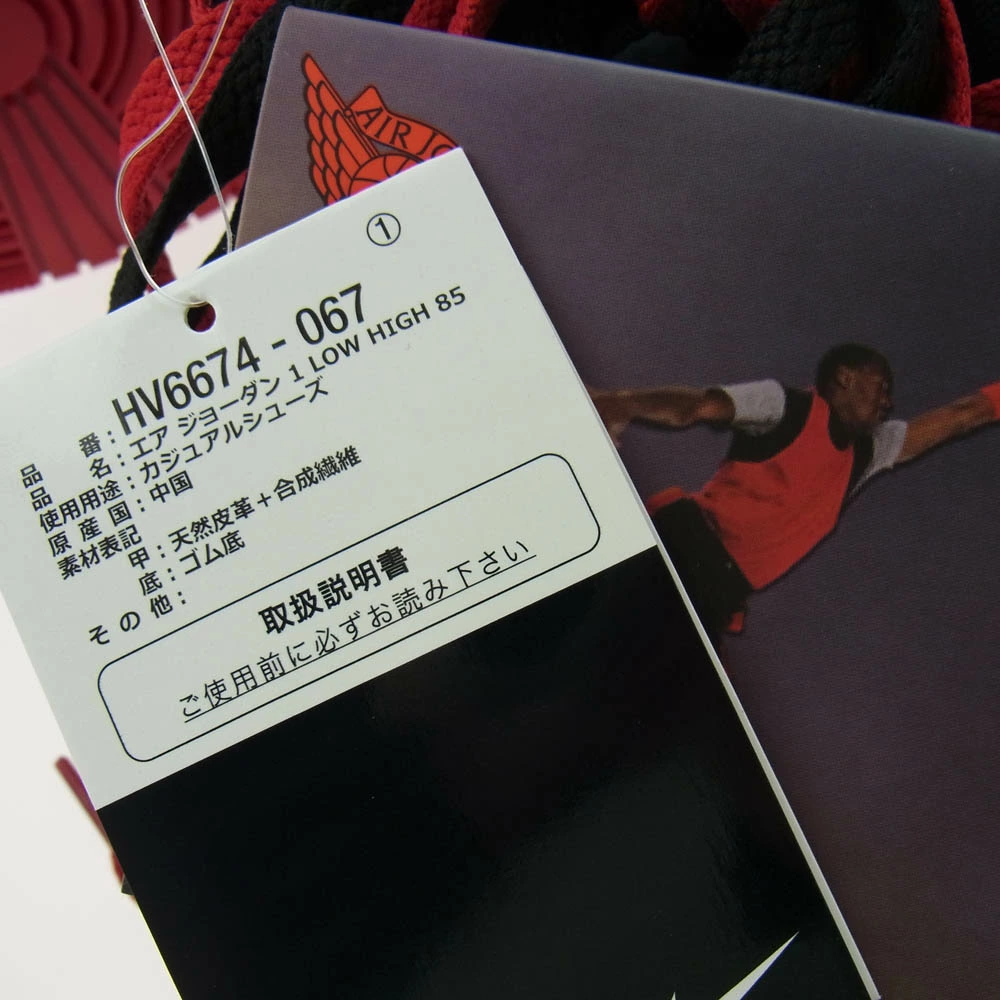 AIR JO
①
品番:HV6674-067
品名:エア ジョーダン 1 LOW HIGH 85
使用用途:カジュアルシューズ
原産国:中国
素材表記
甲:天然皮革+合成繊維
底:ゴム底
その他:
取扱説明書
ご使用前に必ずお読み下さい